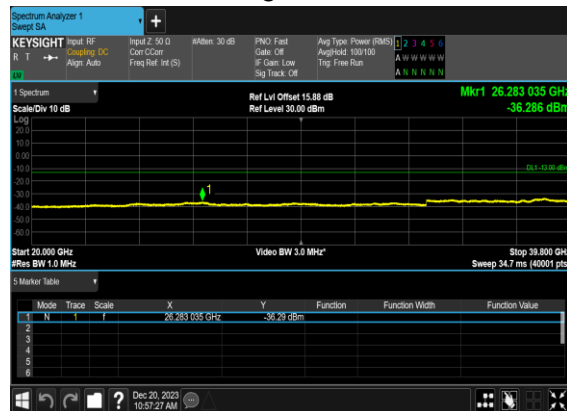 Spectrum Analyzer 1
Swept SA
+
KEYSIGHT Input: RF Input Z: 50 Ω #Atten: 30 dB PNO: Fast Avg Type: Power (RMS) 1 2 3 4 5 6
R T Coupling: DC Corr CCorr Gate: Off Avg|Hold: 100/100 A W W W W W
Align: Auto Freq Ref: Int (S) IF Gain: Low Trig: Free Run
Sig Track: Off A N N N N N
1 Spectrum
Ref Lvl Offset 15.88 dB Mkr1 26.283 035 GHz
Scale/Div 10 dB Ref Level 30.00 dBm -36.286 dBm
Log
20.0
10.0
0.00
-10.0
DL1 -13.00 dBm
-20.0
-30.0
1
-40.0
-50.0
-60.0
Start 20.000 GHz Video BW 3.0 MHz* Stop 39.800 GHz
#Res BW 1.0 MHz Sweep 34.7 ms (40001 pts
5 Marker Table
Mode Trace Scale X Y Function Function Width Function Value
1 N 1 f 26.283 035 GHz -36.29 dBm
2
3
4
5
6
? Dec 20, 2023
10:57:27 AM